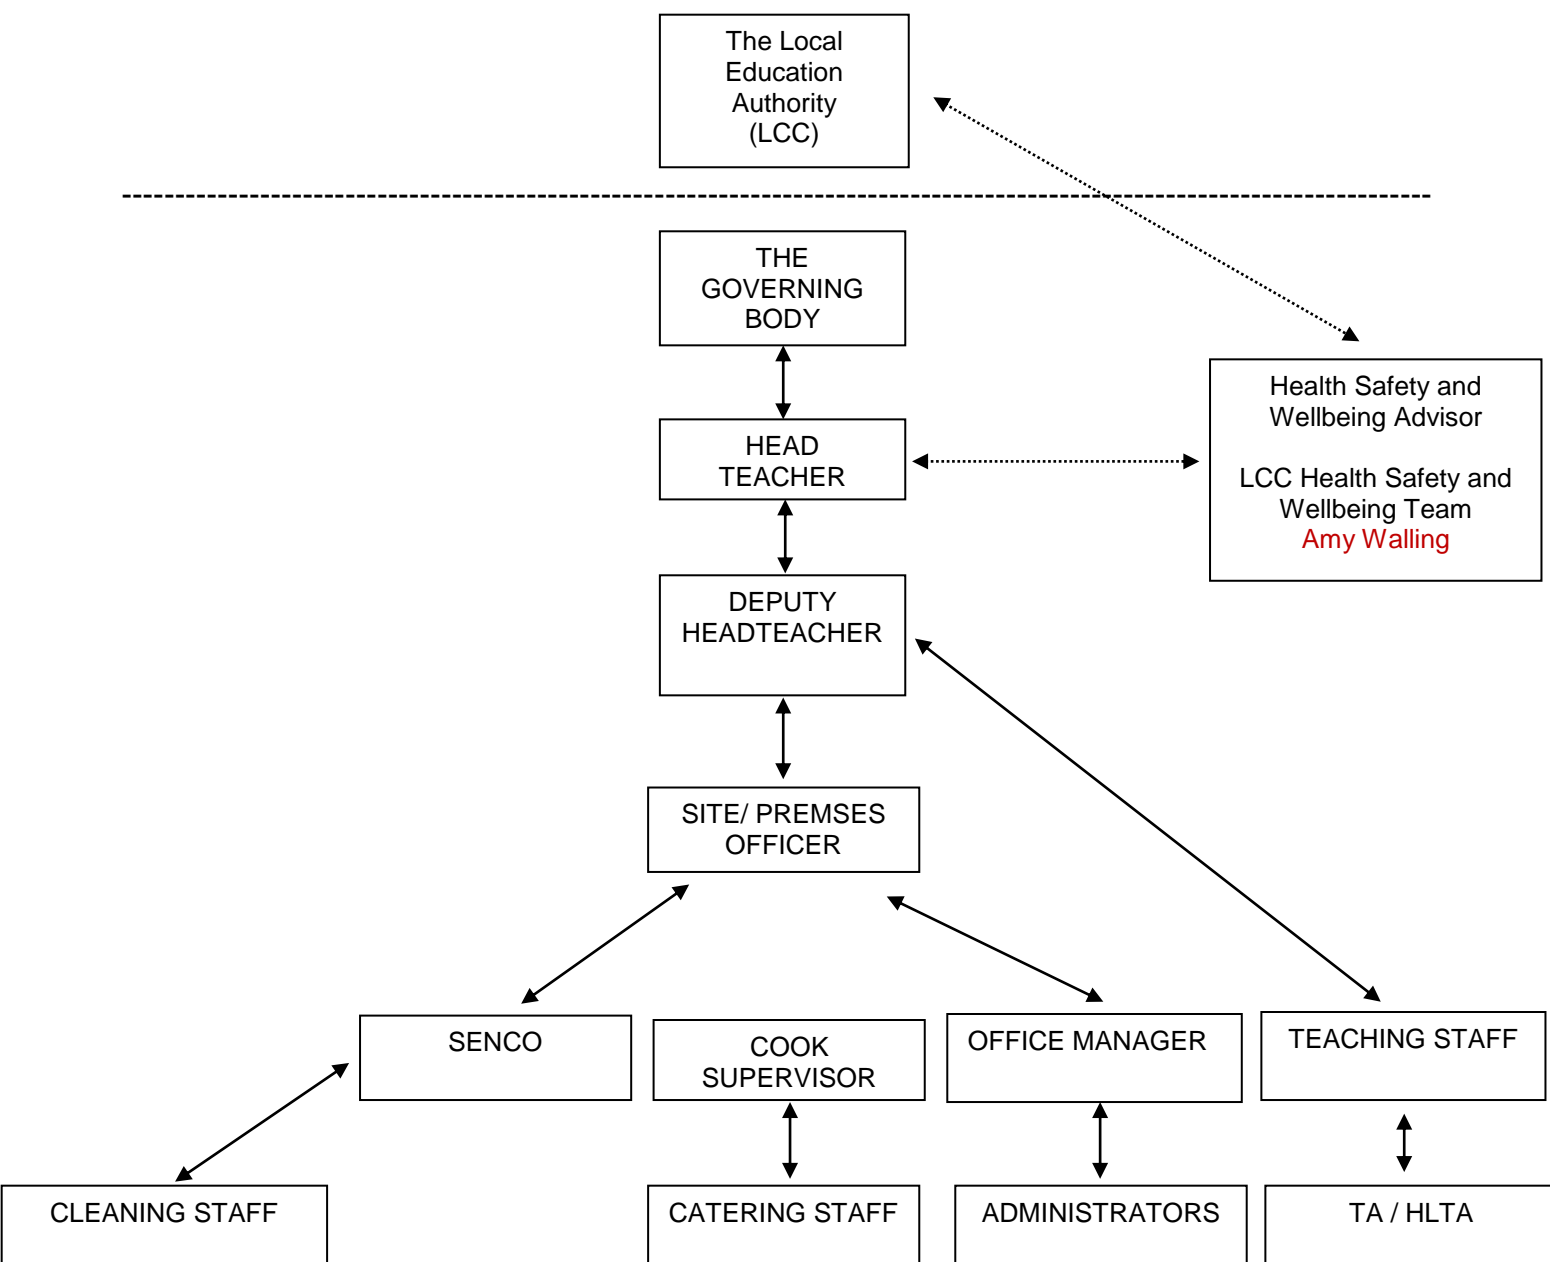 The Local
Education
Authority
(LCC)
THE
GOVERNING
BODY
HEAD
TEACHER
Health Safety and
Wellbeing Advisor
LCC Health Safety and
Wellbeing Team
Amy Walling
DEPUTY
HEADTEACHER
SITE/ PREMSES
OFFICER
SENCO
COOK
SUPERVISOR
OFFICE MANAGER
TEACHING STAFF
CLEANING STAFF
CATERING STAFF
ADMINISTRATORS
TA / HLTA